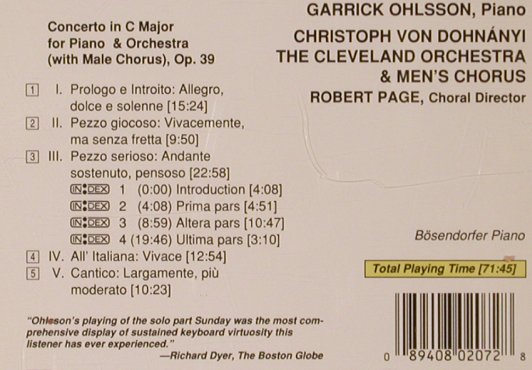 Concerto in C Major
for Piano & Orchestra
(with Male Chorus), Op. 39
1 I. Prologo e Introito: Allegro,
dolce e solenne [15:24]
2 II. Pezzo giocoso: Vivacemente,
ma senza fretta [9:50]
3 III. Pezzo serioso: Andante
sostenuto, pensoso [22:58]
INDEX 1 (0:00) Introduction [4:08]
INDEX 2 (4:08) Prima pars [4:51]
INDEX 3 (8:59) Altera pars [10:47]
INDEX 4 (19:46) Ultima pars [3:10]
4 IV. All' Italiana: Vivace [12:54]
5 V. Cantico: Largamente, più
moderato [10:23]
"Ohlsson's playing of the solo part Sunday was the most com-
prehensive display of sustained keyboard virtuosity this
listener has ever experienced."
—Richard Dyer, The Boston Globe
GARRICK OHLSSON, Piano
CHRISTOPH VON DOHNÁNYI
THE CLEVELAND ORCHESTRA
& MEN'S CHORUS
ROBERT PAGE, Choral Director
Bösendorfer Piano
Total Playing Time [71:45]
0 89408 02072 8